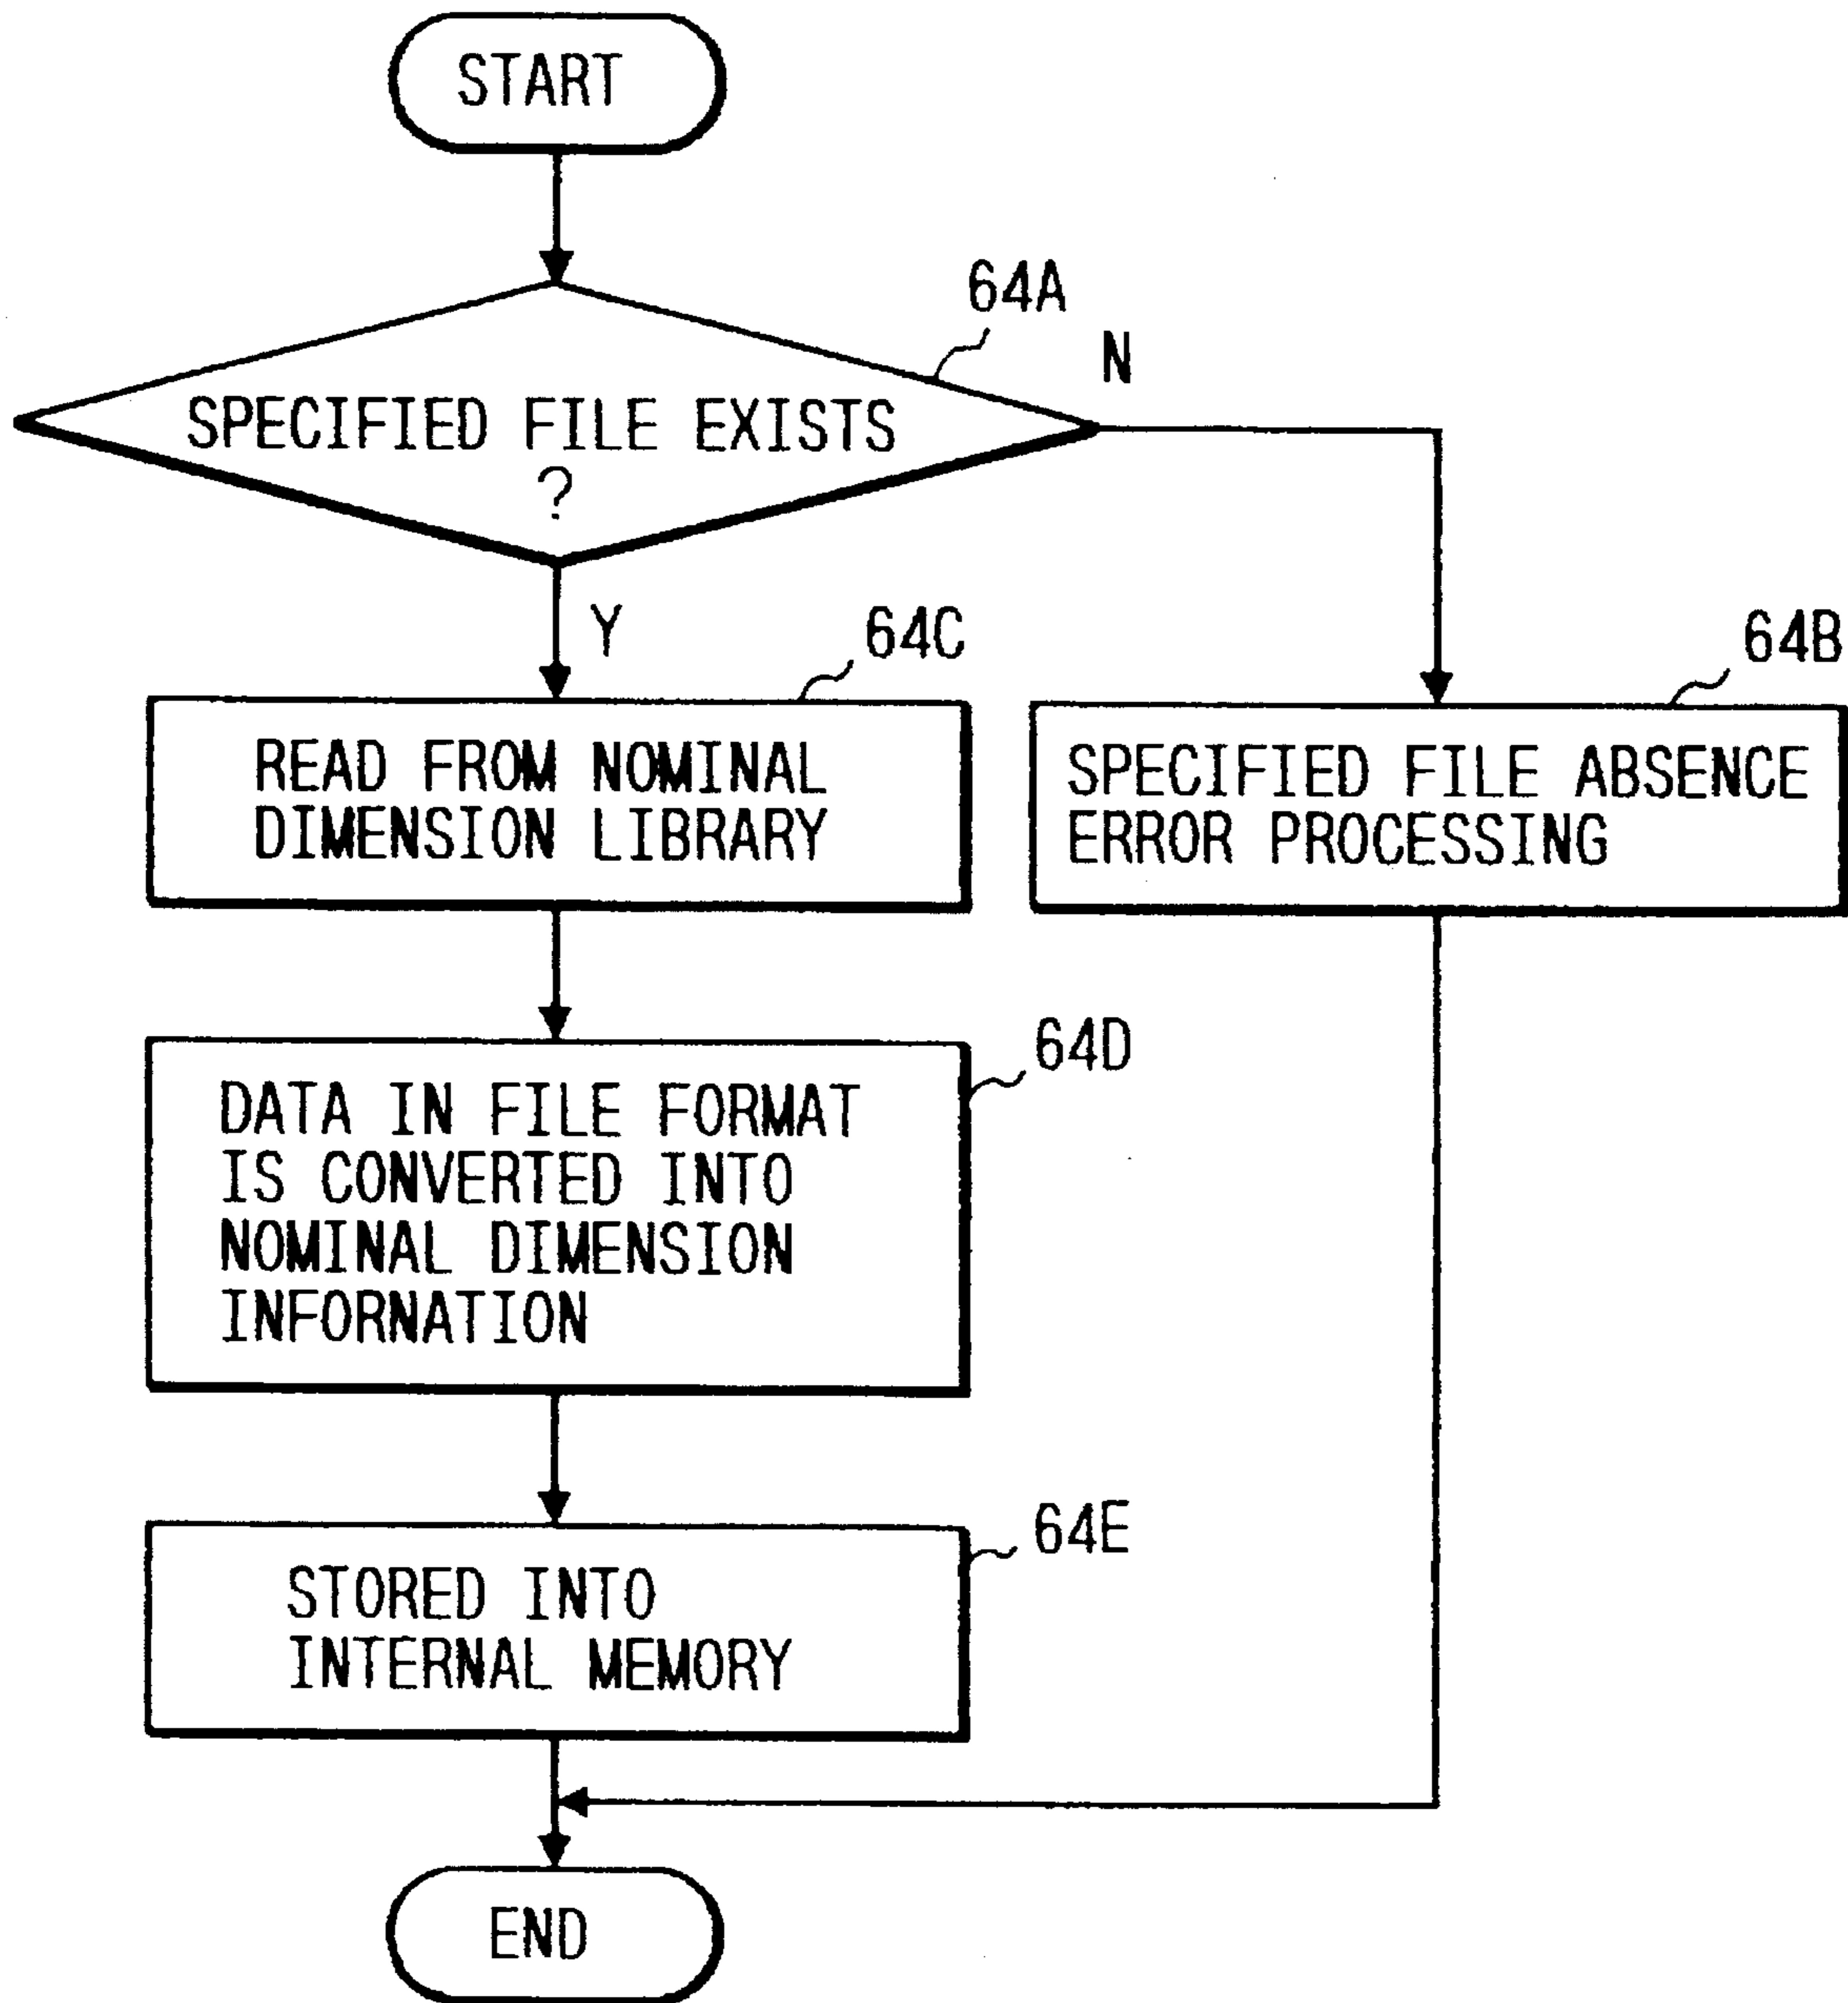 START
64A
N
SPECIFIED FILE EXISTS
?
Y
64C
64B
READ FROM NOMINAL
DIMENSION LIBRARY
SPECIFIED FILE ABSENCE
ERROR PROCESSING
64D
DATA IN FILE FORMAT
IS CONVERTED INTO
NOMINAL DIMENSION
INFORNATION
64E
STORED INTO
INTERNAL MEMORY
END